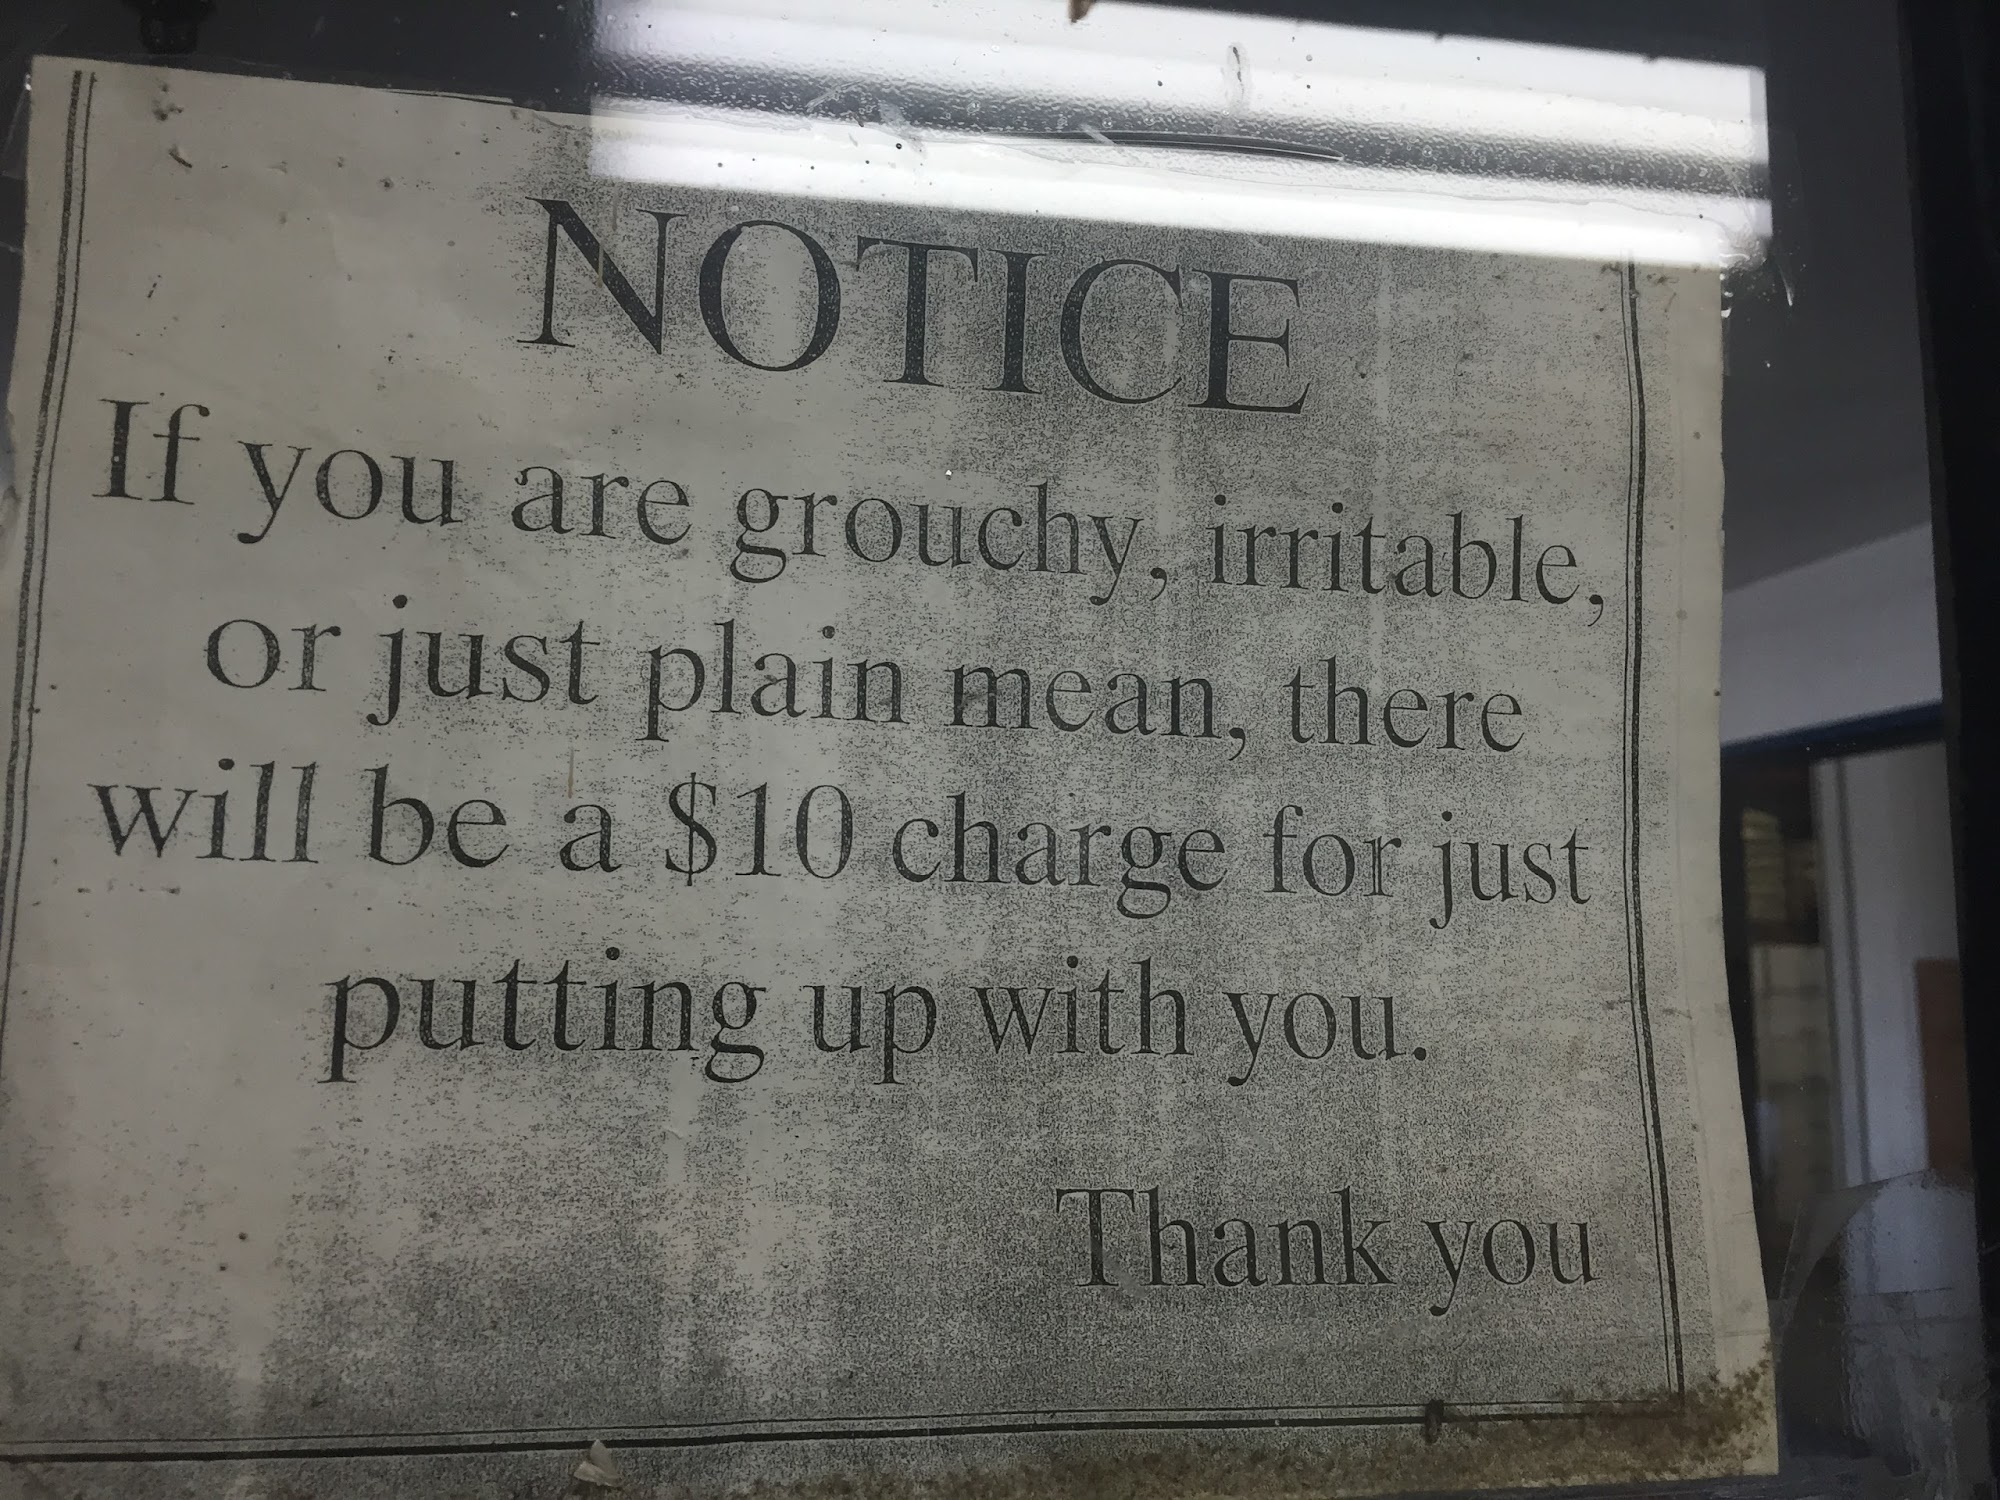 NOTICE
If you are grouchy, irritable,
or just plain mean, there
will be a $10 charge for just
putting up with you.
Thank you